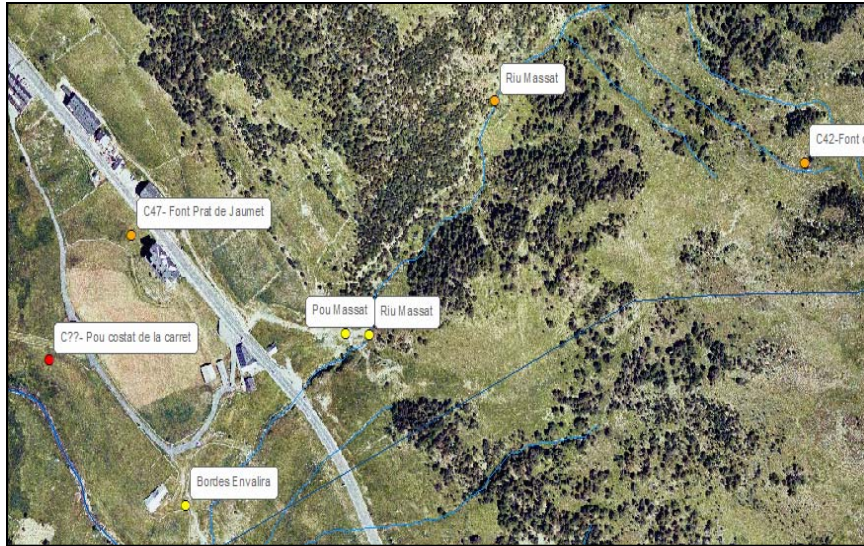 Riu Massat
C42-Font
C47- Font Prat de Jaumet
Pou Massat
Riu Massat
C??- Pou costat de la carret
Bordes Envalira